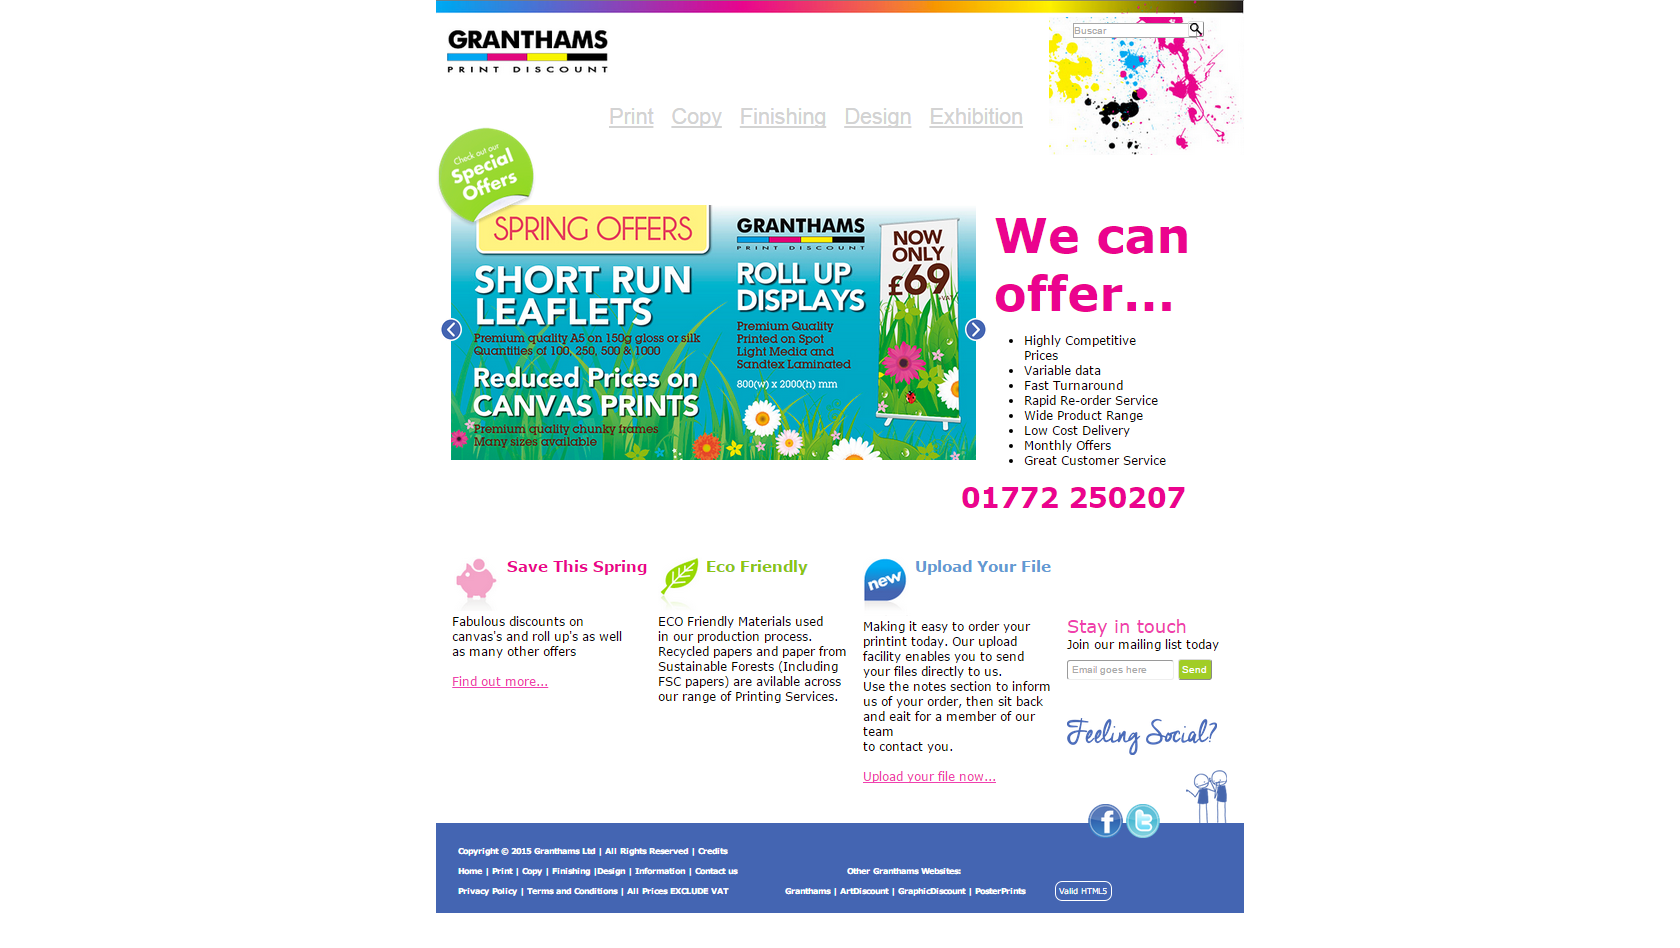 Buscar
GRANTHAMS
PRINT DISCOUNT
Print Copy Finishing Design Exhibition
Check out our
Special
Offers
SPRING OFFERS
SHORT RUN
LEAFLETS
Premium quality A5 on 150g gloss or silk
Quantities of 100, 250, 500 & 1000
Reduced Prices on
CANVAS PRINTS
Premium quality chunky frames
Many sizes available
GRANTHAMS
PRINT DISCOUNT
ROLL UP
DISPLAYS
Premium Quality
Printed on Spot
Light Media and
Sandtex Laminated
800(w) x 2000(h) mm
NOW
ONLY
£69
+VAT
We can
offer...
Highly Competitive
Prices
Variable data
Fast Turnaround
Rapid Re-order Service
Wide Product Range
Low Cost Delivery
Monthly Offers
Great Customer Service
01772 250207
Save This Spring
Fabulous discounts on
canvas's and roll up's as well
as many other offers
Find out more...
Eco Friendly
ECO Friendly Materials used
in our production process.
Recycled papers and paper from
Sustainable Forests (Including
FSC papers) are avilable across
our range of Printing Services.
new
Upload Your File
Making it easy to order your
printint today. Our upload
facility enables you to send
your files directly to us.
Use the notes section to inform
us of your order, then sit back
and eait for a member of our
team
to contact you.
Upload your file now...
Stay in touch
Join our mailing list today
Email goes here
Send
Feeling Social?
Copyright © 2015 Granthams Ltd | All Rights Reserved | Credits
Home | Print | Copy | Finishing |Design | Information | Contact us
Privacy Policy | Terms and Conditions | All Prices EXCLUDE VAT
Other Granthams Websites:
Granthams | ArtDiscount | GraphicDiscount | PosterPrints
Valid HTML5